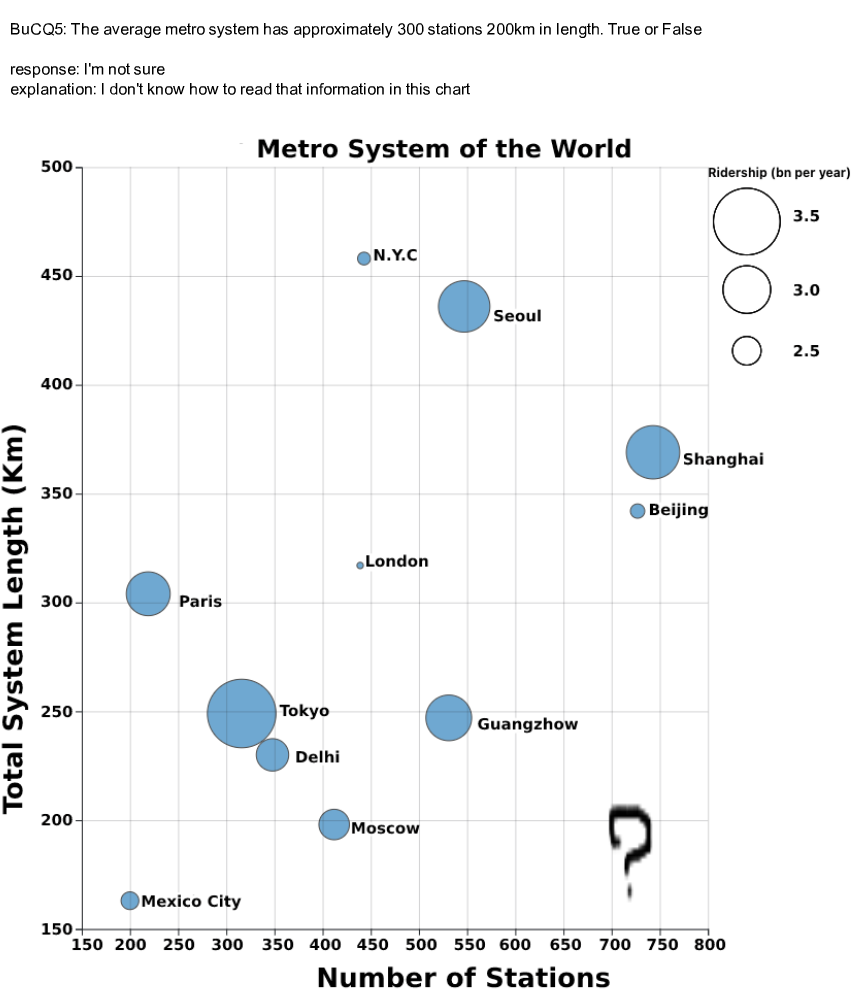 BuCQ5: The average metro system has approximately 300 stations 200km in length. True or False
response: I'm not sure
explanation: I don't know how to read that information in this chart
Metro System of the World
Ridership (bn per year)
3.5
3.0
2.5
Total System Length (Km)
500
450
400
350
300
250
200
150
N.Y.C
Seoul
Shanghai
Beijing
London
Paris
Tokyo
Guangzhow
Delhi
Moscow
Mexico City
?
150 200 250 300 350 400 450 500 550 600 650 700 750 800
Number of Stations